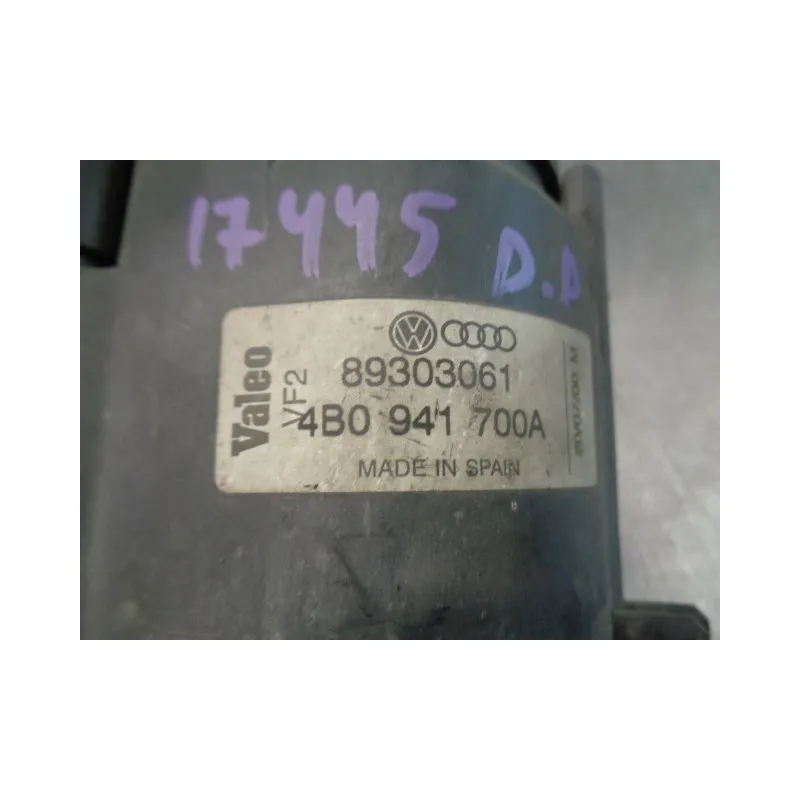 17445 D.D
Valeo
VF2
89303061
4B0 941 700A
MADE IN SPAIN